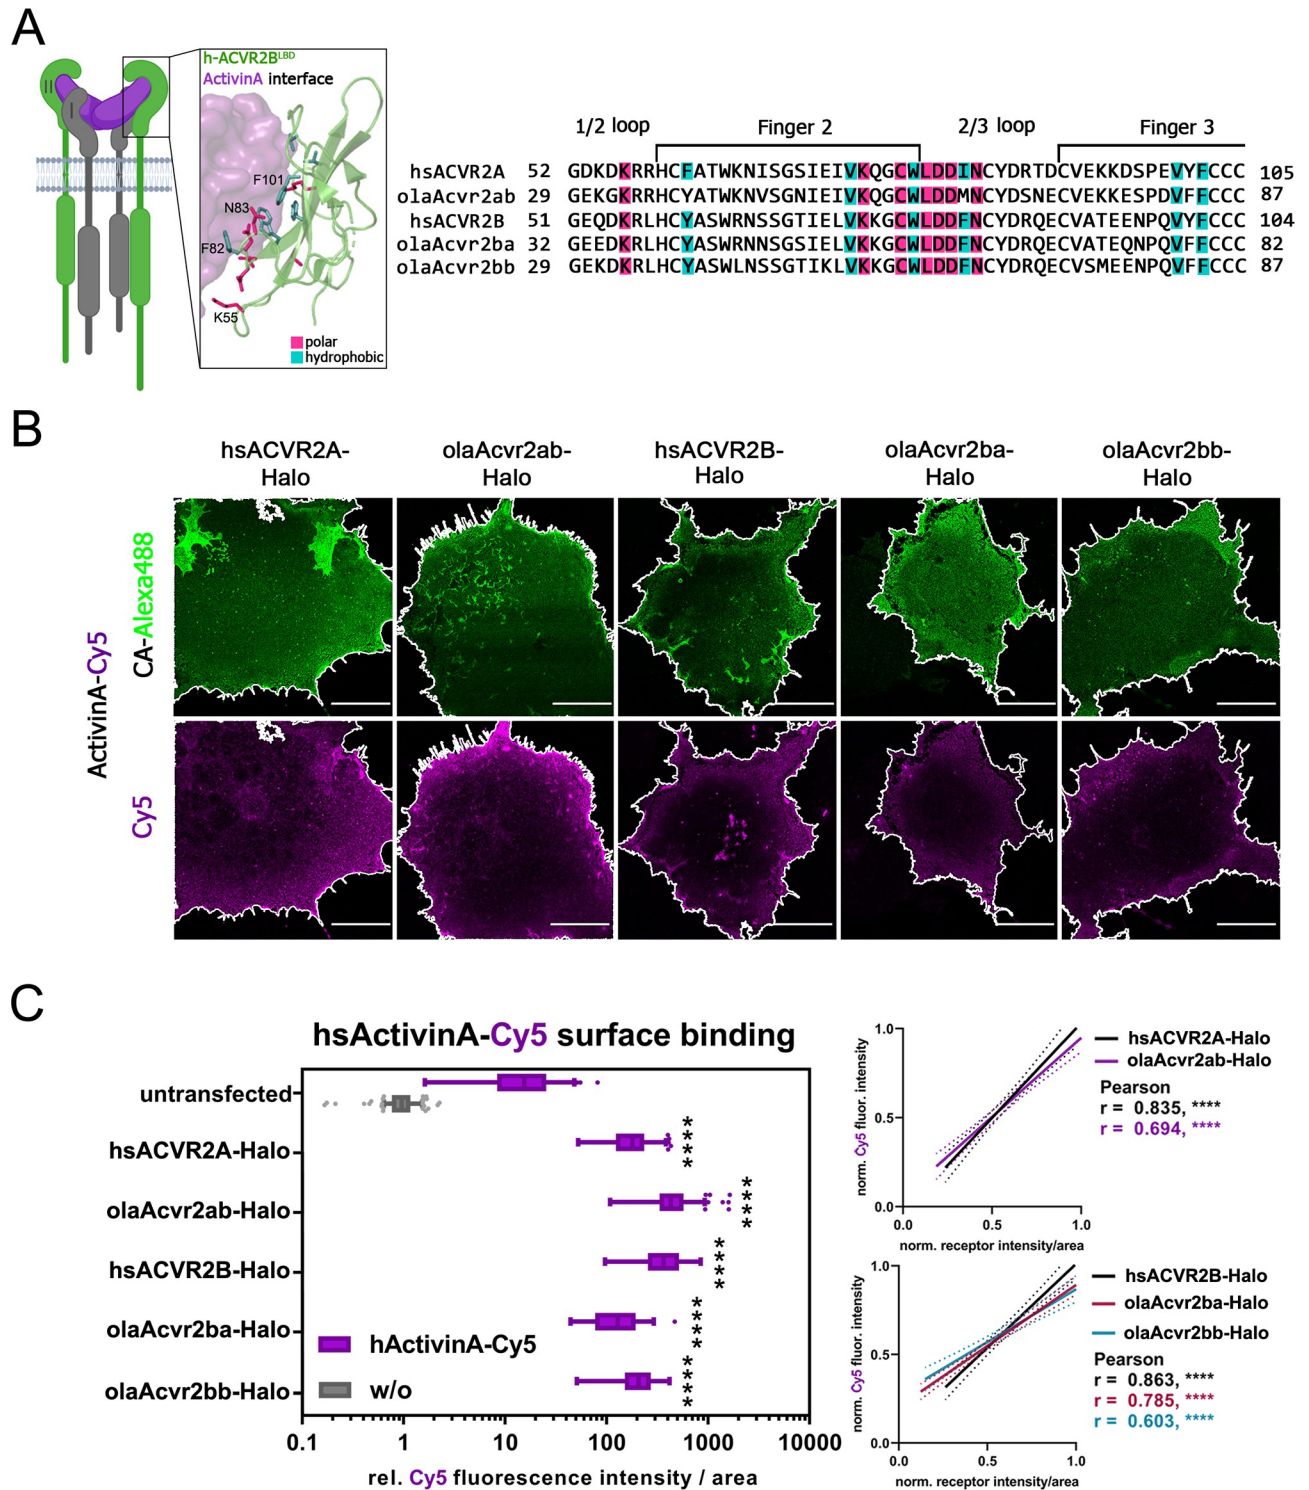 A
II
I
h-ACVR2B^LBD
ActivinA interface
F101
N83
F82
K55
polar
hydrophobic
1/2 loop Finger 2 2/3 loop Finger 3
hsACVR2A 52 GDKDKRRHCFATWKNISGSIEIVKQGCWLDDINCYDRTDCVEKKDSPEVYFCCC 105
olaAcvr2ab 29 GEKGKRRHCYATWKNVSGSIEIVKQGCWLDDMNCYDSNECVEKKESPDVFFCCC 87
hsACVR2B 51 GEQDKRLHCYASWRNSSGTIELVKKGCWLDDFNCYDRQECVATEENPQVYFCCC 104
olaAcvr2ba 32 GEEDKRLHCYASWRNNSGSIELVKKGCWLDDFNCYDRQECVATEQNPQVFFCCC 82
olaAcvr2bb 29 GEKDKRLHCYASWLNSSGTIKLVKKGCWLDDFNCYDRQECVSMEENPQVFFCCC 87
B
hsACVR2A-
Halo
olaAcvr2ab-
Halo
hsACVR2B-
Halo
olaAcvr2ba-
Halo
olaAcvr2bb-
Halo
ActivinA-Cy5
CA-Alexa488
Cy5
C
hsActivinA-Cy5 surface binding
untransfected
hsACVR2A-Halo ****
olaAcvr2ab-Halo ****
hsACVR2B-Halo ****
olaAcvr2ba-Halo ****
olaAcvr2bb-Halo ****
hActivinA-Cy5
w/o
0.1 1 10 100 1000 10000
rel. Cy5 fluorescence intensity / area
norm. Cy5 fluor. intensity
1.0
0.5
0.0
0.0 0.5 1.0
norm. receptor intensity/area
hsACVR2A-Halo
olaAcvr2ab-Halo
Pearson
r = 0.835, ****
r = 0.694, ****
norm. Cy5 fluor. intensity
1.0
0.5
0.0
0.0 0.5 1.0
norm. receptor intensity/area
hsACVR2B-Halo
olaAcvr2ba-Halo
olaAcvr2bb-Halo
Pearson
r = 0.863, ****
r = 0.785, ****
r = 0.603, ****